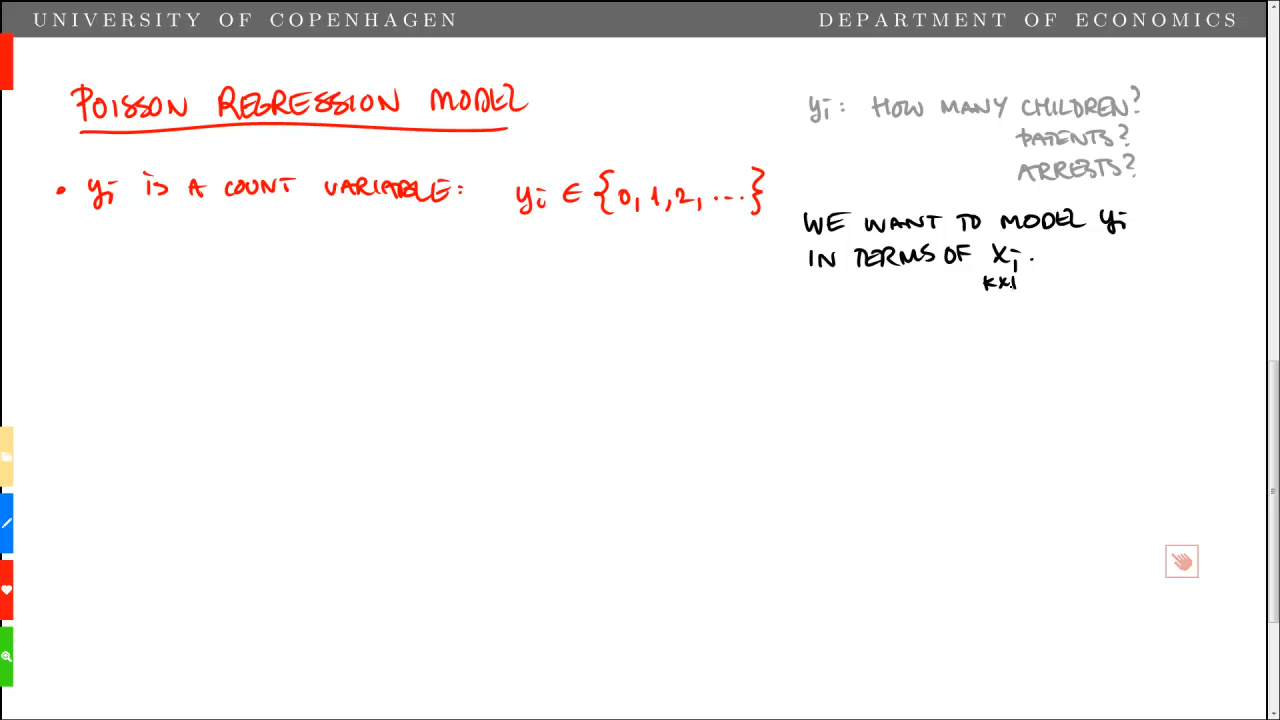 UNIVERSITY OF COPENHAGEN
DEPARTMENT OF ECONOMICS
POISSON REGRESSION MODEL
yᵢ: HOW MANY CHILDREN?
PATENTS?
ARRESTS?
• yᵢ IS A COUNT VARIABLE: yᵢ ∈ {0, 1, 2, ...}
WE WANT TO MODEL yᵢ
IN TERMS OF xᵢ.
k×1